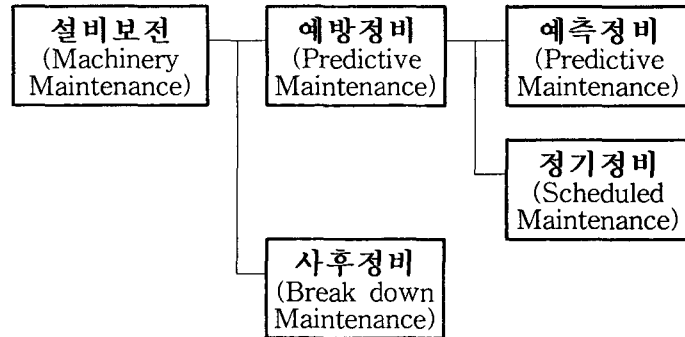 설비보전
(Machinery
Maintenance)
예방정비
(Predictive
Maintenance)
예측정비
(Predictive
Maintenance)
정기정비
(Scheduled
Maintenance)
사후정비
(Break down
Maintenance)